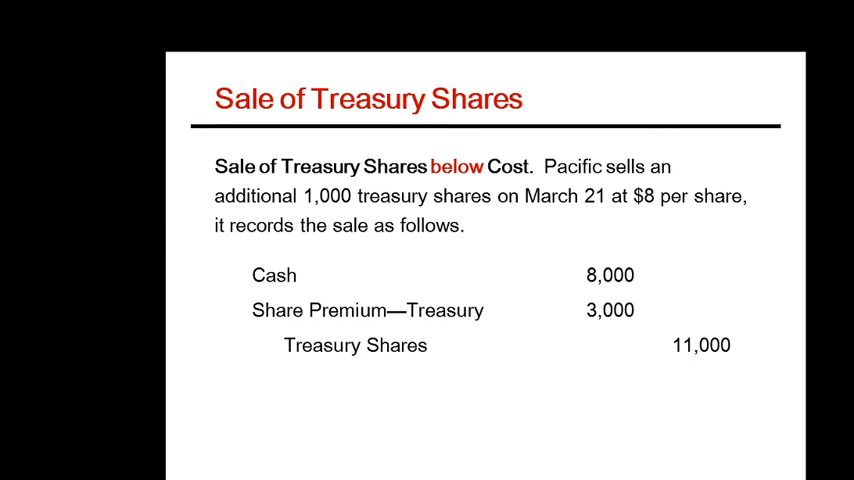 Sale of Treasury Shares
Sale of Treasury Shares below Cost. Pacific sells an
additional 1,000 treasury shares on March 21 at $8 per share,
it records the sale as follows.
Cash 8,000
Share Premium—Treasury 3,000
Treasury Shares 11,000